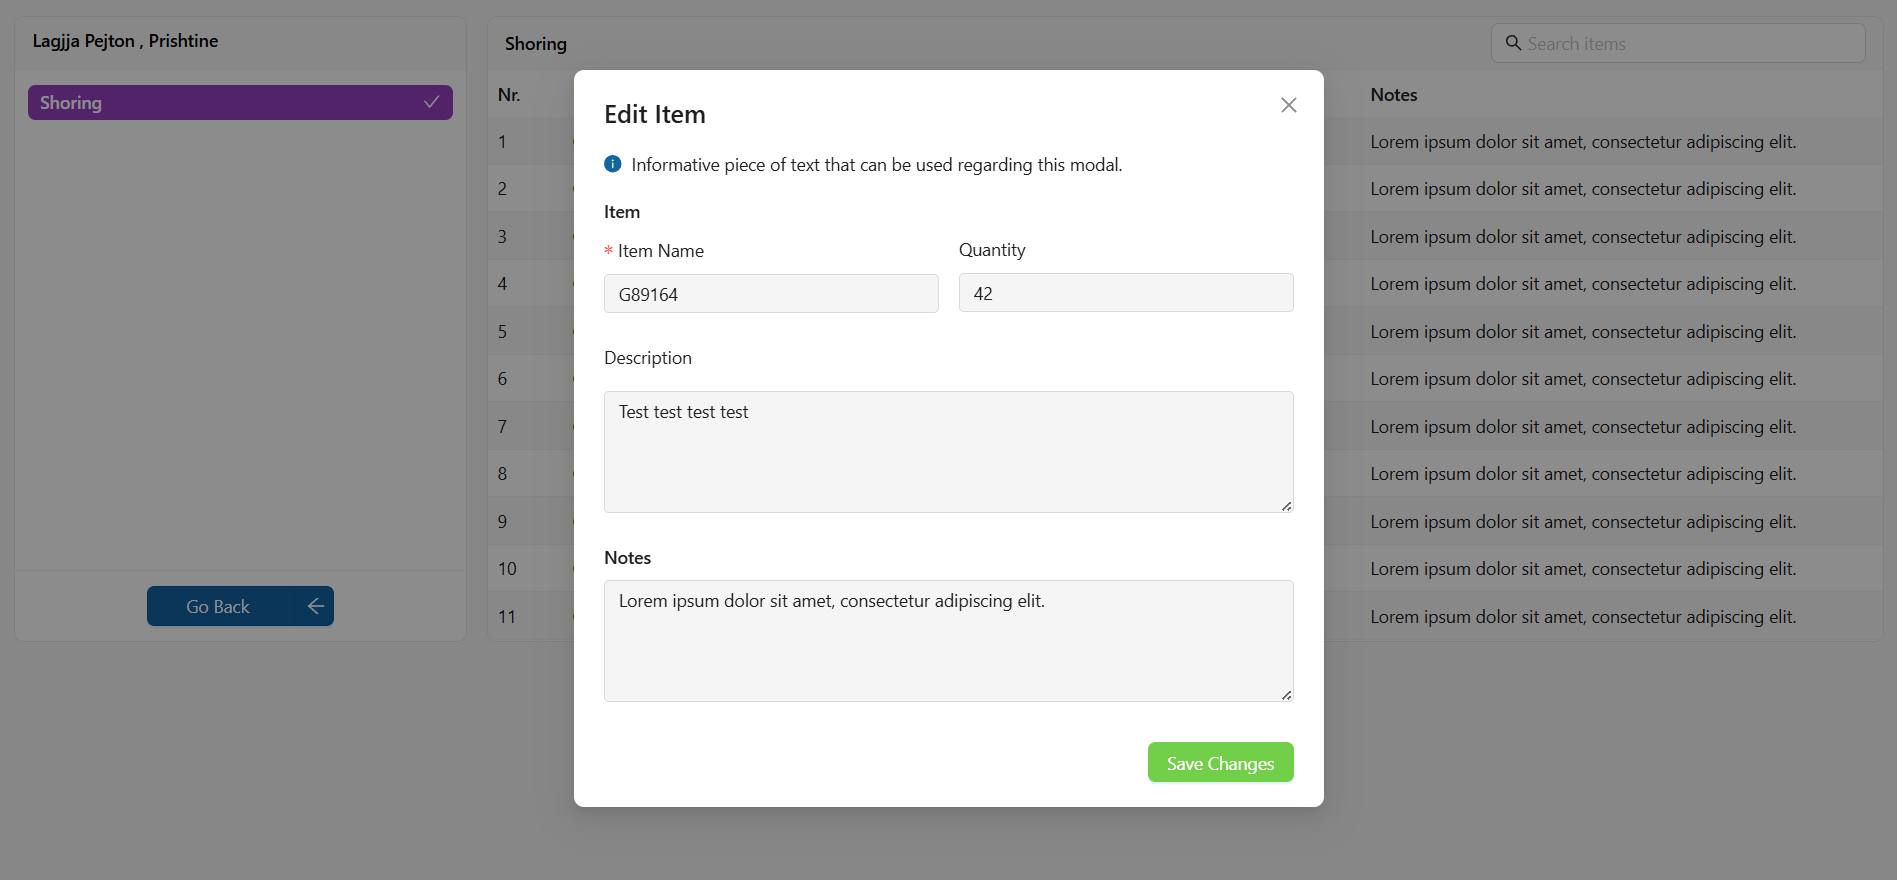 Lagjja Pejton , Prishtine
Shoring
Go Back
Shoring
Search items
Nr.
Notes
1
Lorem ipsum dolor sit amet, consectetur adipiscing elit.
2
Lorem ipsum dolor sit amet, consectetur adipiscing elit.
3
Lorem ipsum dolor sit amet, consectetur adipiscing elit.
4
Lorem ipsum dolor sit amet, consectetur adipiscing elit.
5
Lorem ipsum dolor sit amet, consectetur adipiscing elit.
6
Lorem ipsum dolor sit amet, consectetur adipiscing elit.
7
Lorem ipsum dolor sit amet, consectetur adipiscing elit.
8
Lorem ipsum dolor sit amet, consectetur adipiscing elit.
9
Lorem ipsum dolor sit amet, consectetur adipiscing elit.
10
Lorem ipsum dolor sit amet, consectetur adipiscing elit.
11
Lorem ipsum dolor sit amet, consectetur adipiscing elit.
Edit Item
Informative piece of text that can be used regarding this modal.
Item
* Item Name
Quantity
G89164
42
Description
Test test test test
Notes
Lorem ipsum dolor sit amet, consectetur adipiscing elit.
Save Changes